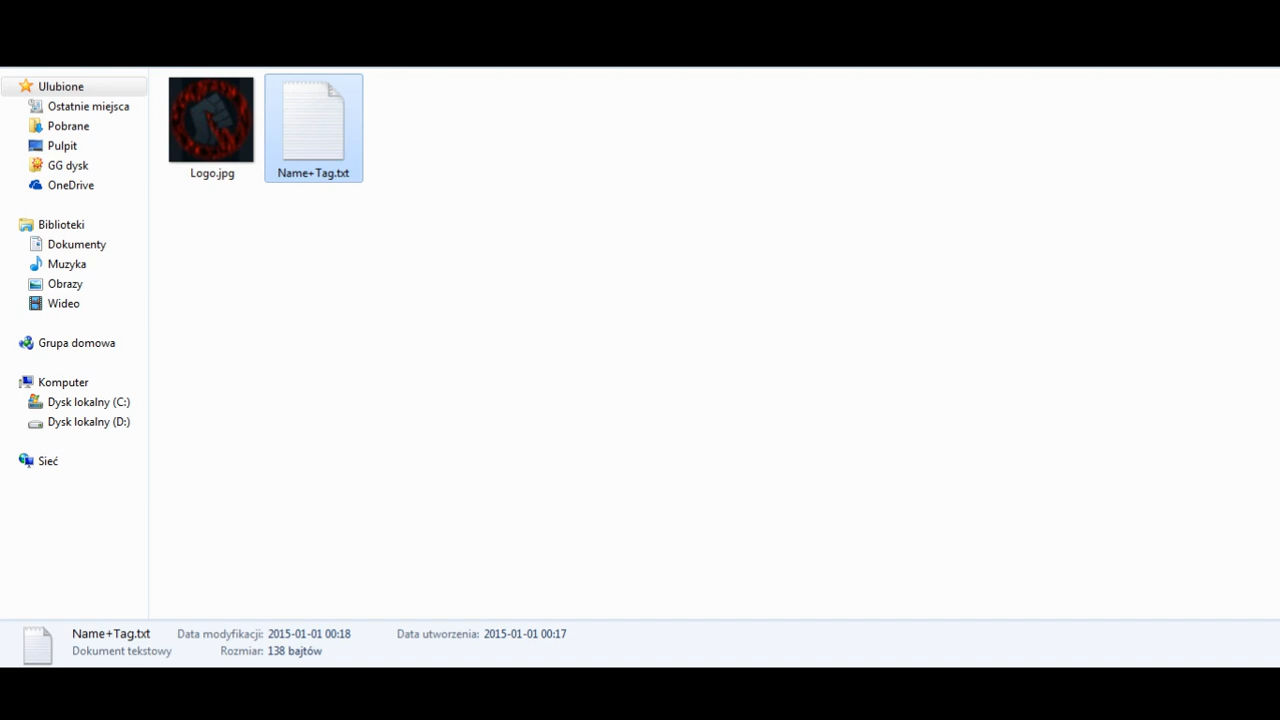 Ulubione
Ostatnie miejsca
Pobrane
Pulpit
GG dysk
OneDrive
Biblioteki
Dokumenty
Muzyka
Obrazy
Wideo
Grupa domowa
Komputer
Dysk lokalny (C:)
Dysk lokalny (D:)
Sieć
Logo.jpg
Name+Tag.txt
Name+Tag.txt Data modyfikacji: 2015-01-01 00:18 Data utworzenia: 2015-01-01 00:17
Dokument tekstowy Rozmiar: 138 bajtów